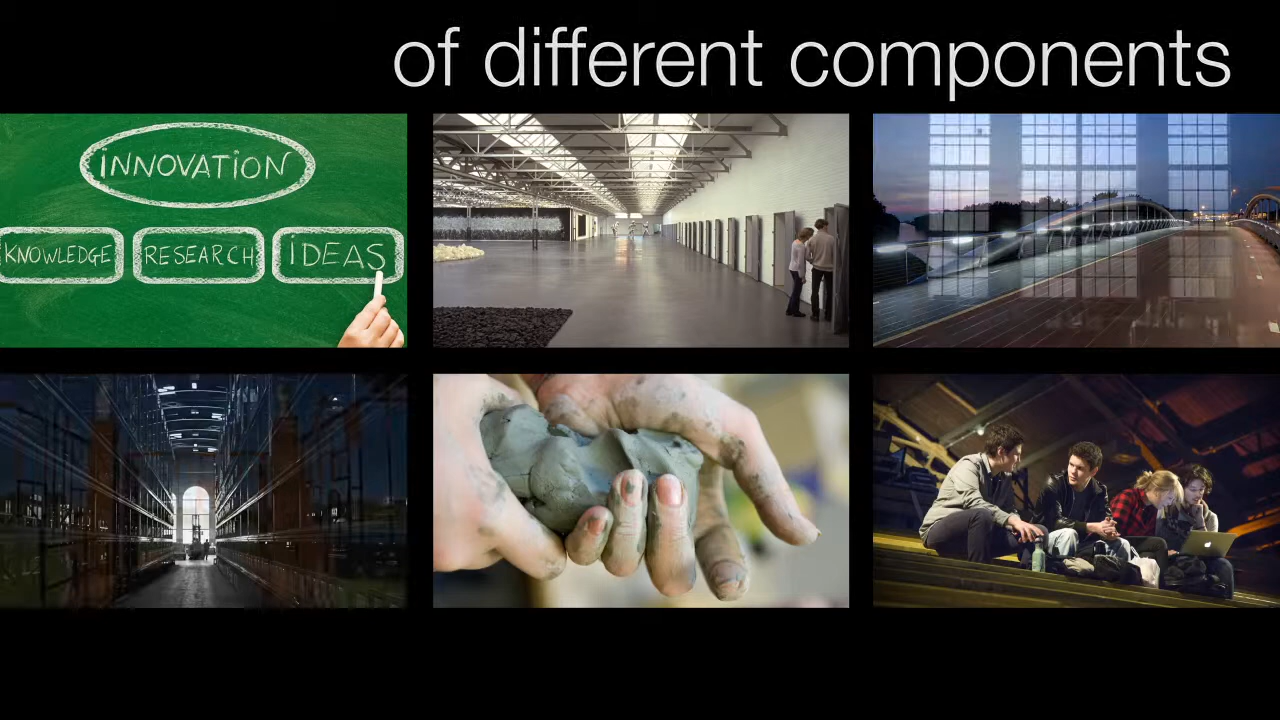 of different components
INNOVATION
KNOWLEDGE RESEARCH IDEAS